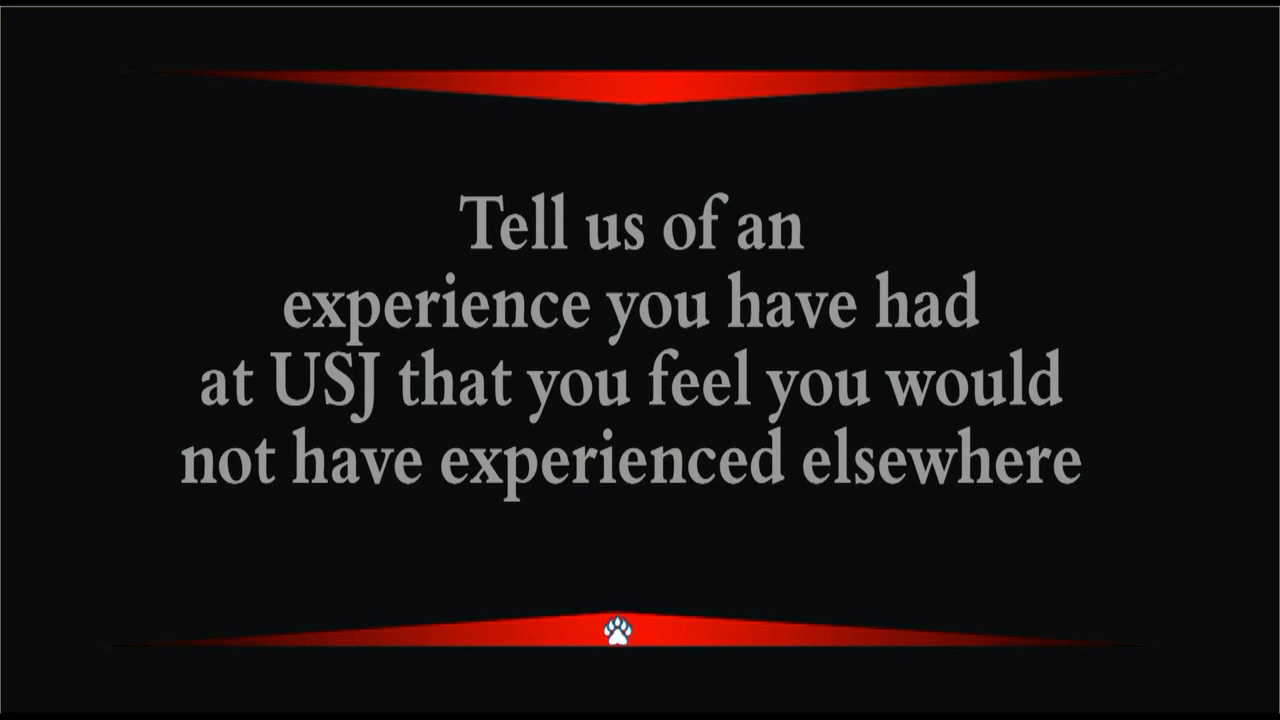 Tell us of an
experience you have had
at USJ that you feel you would
not have experienced elsewhere